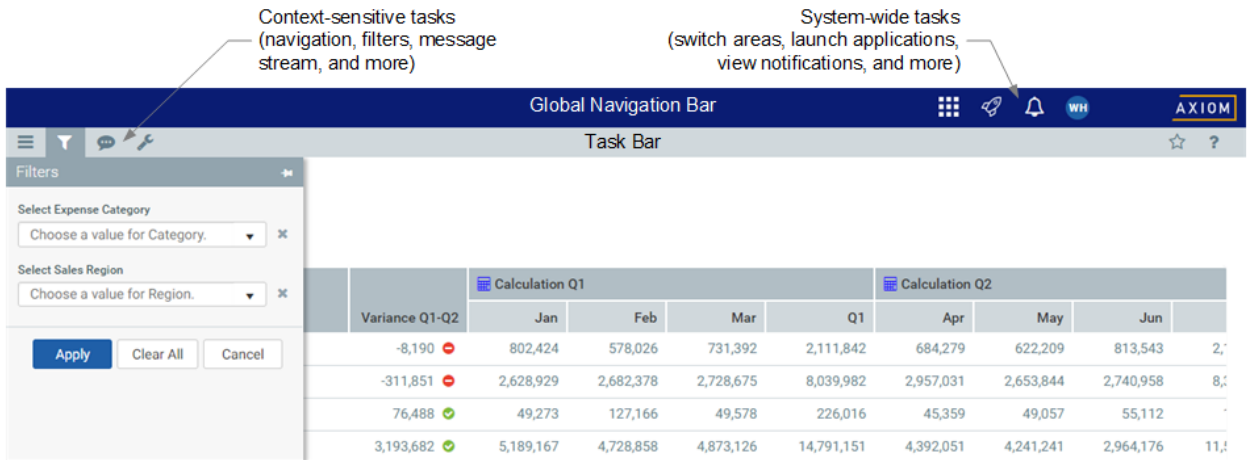 Context-sensitive tasks
(navigation, filters, message
stream, and more)
System-wide tasks
(switch areas, launch applications,
view notifications, and more)
Global Navigation Bar
WH
AXIOM
Task Bar
?
Filters
Select Expense Category
Choose a value for Category.
Select Sales Region
Choose a value for Region.
Apply Clear All Cancel
Calculation Q1 Calculation Q2
Variance Q1-Q2 Jan Feb Mar Q1 Apr May Jun
-8,190 802,424 578,026 731,392 2,111,842 684,279 622,209 813,543
-311,851 2,628,929 2,682,378 2,728,675 8,039,982 2,957,031 2,653,844 2,740,958
76,488 49,273 127,166 49,578 226,016 45,359 49,057 55,112
3,193,682 5,189,167 4,728,858 4,873,126 14,791,151 4,392,051 4,241,241 2,964,176